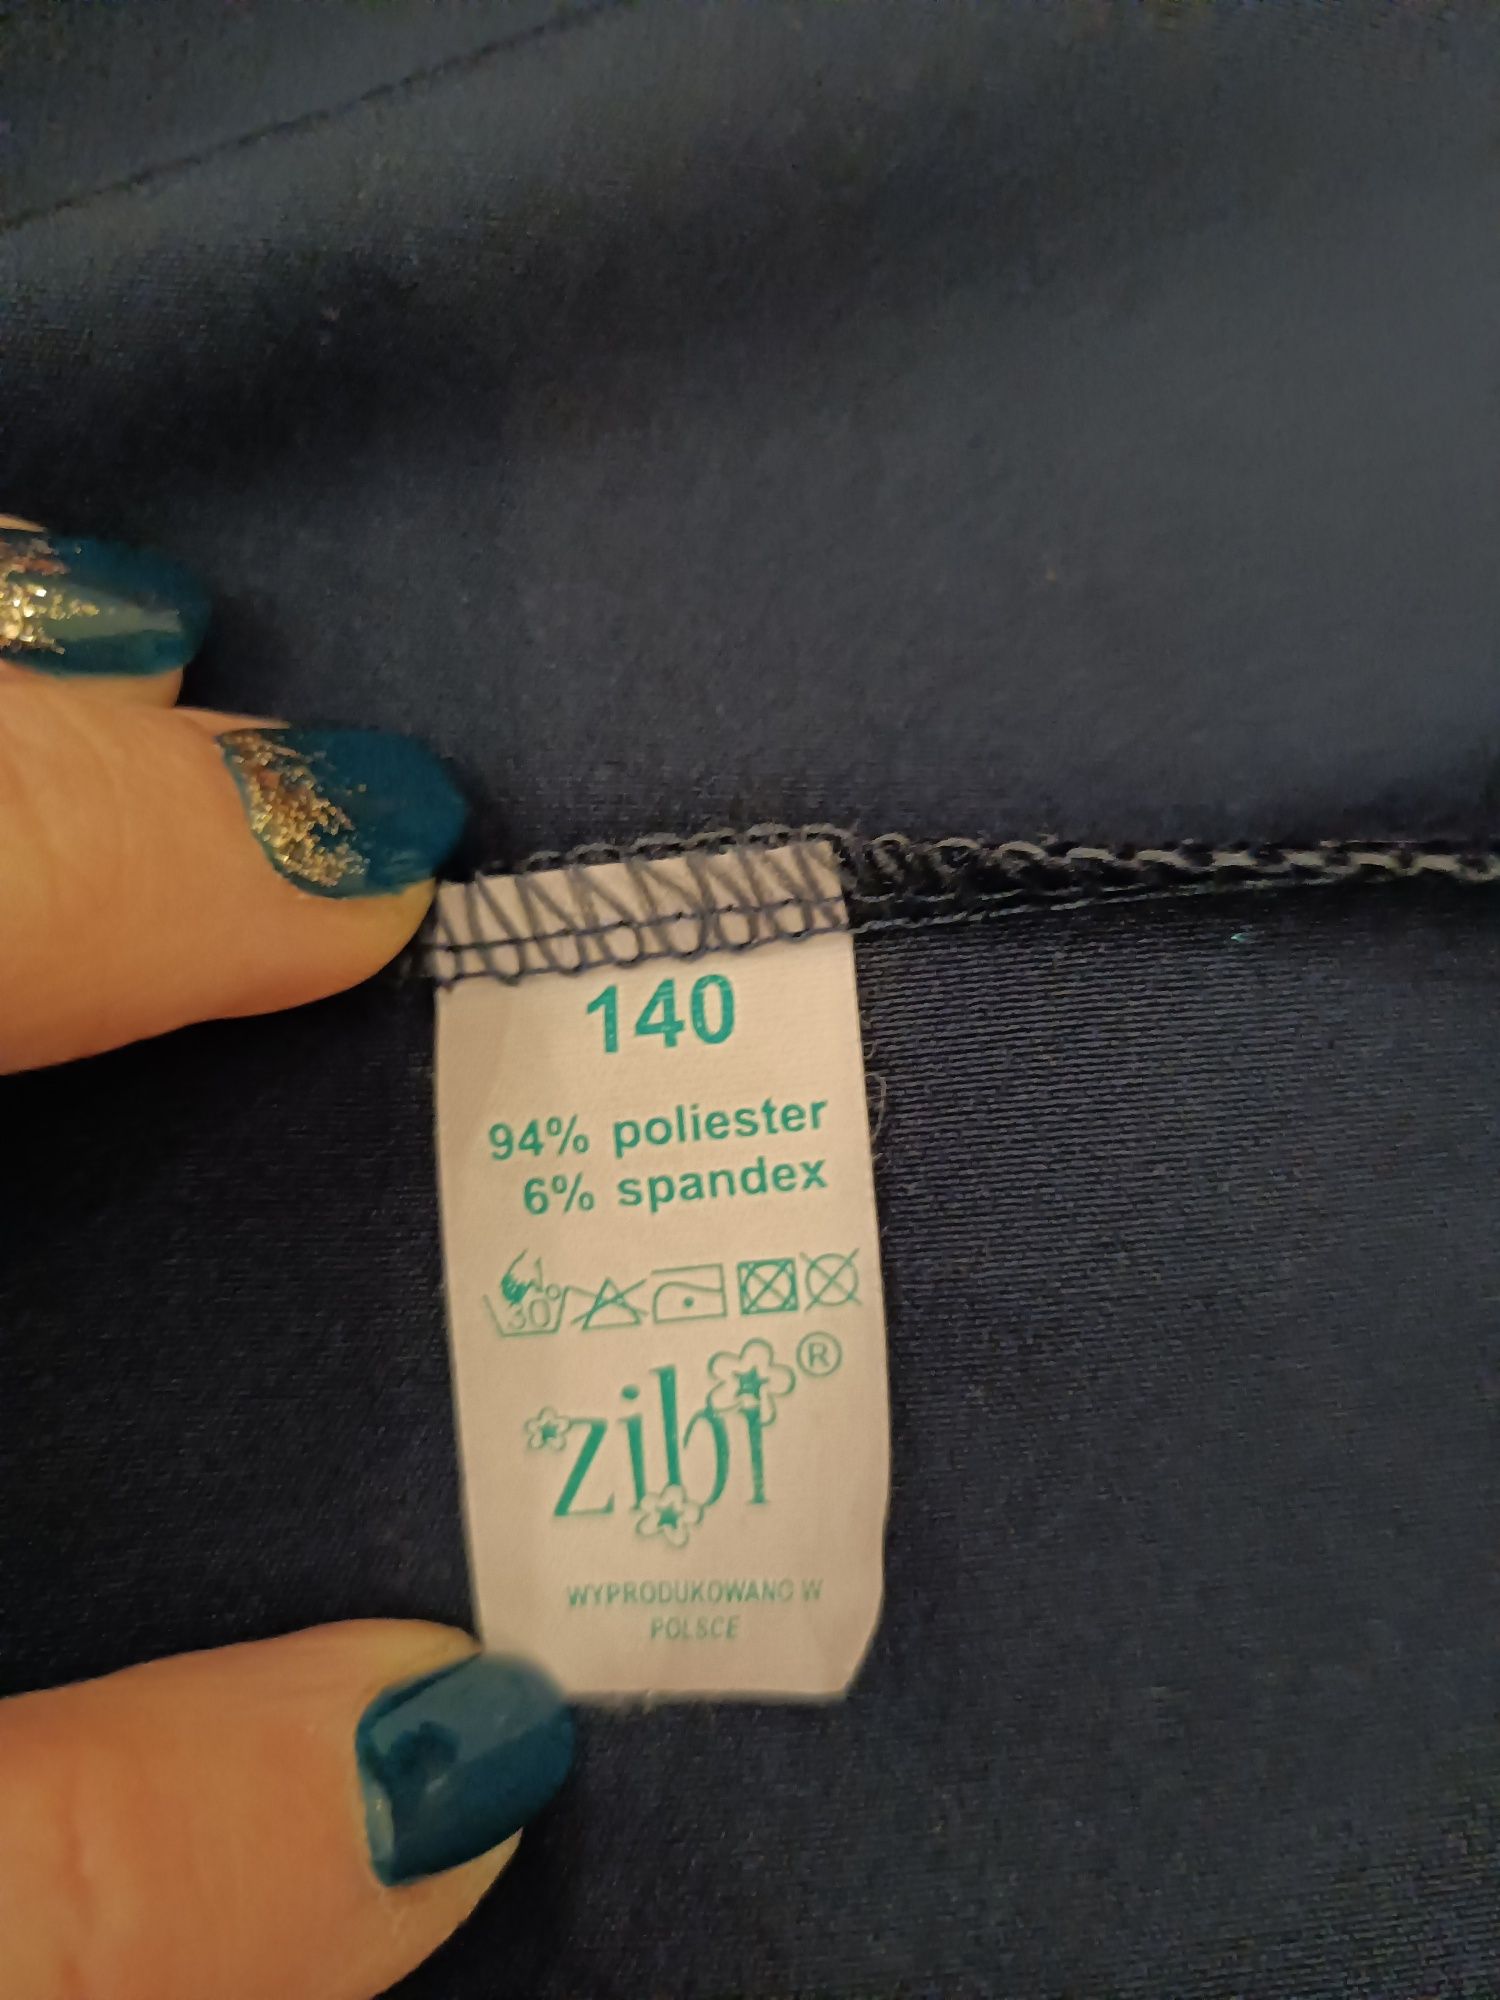 140
94% poliester
6% spandex
30°
zibi ®
WYPRODUKOWANO W
POLSCE